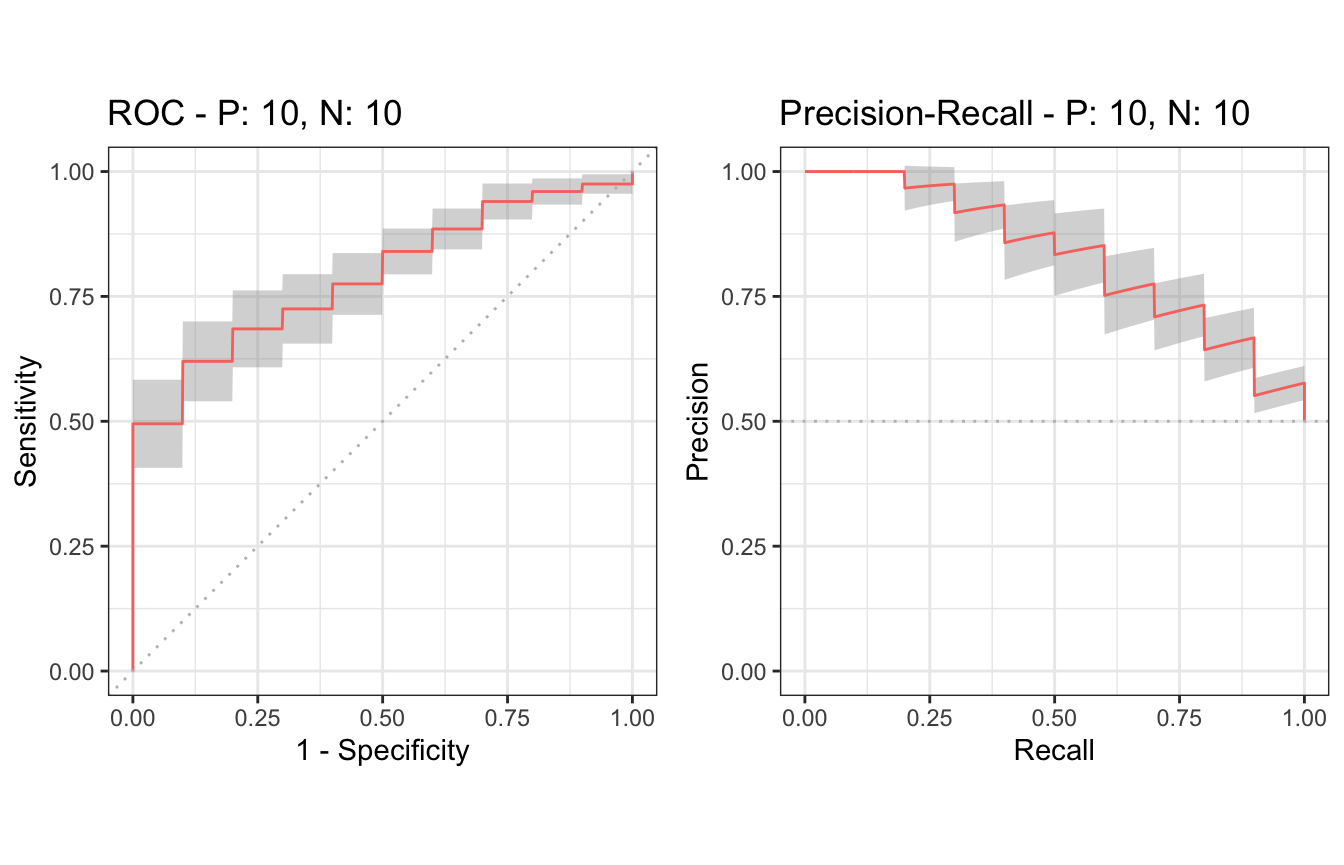 ROC - P: 10, N: 10
Sensitivity
1.00
0.75
0.50
0.25
0.00
0.00 0.25 0.50 0.75 1.00
1 - Specificity
Precision-Recall - P: 10, N: 10
Precision
1.00
0.75
0.50
0.25
0.00
0.00 0.25 0.50 0.75 1.00
Recall